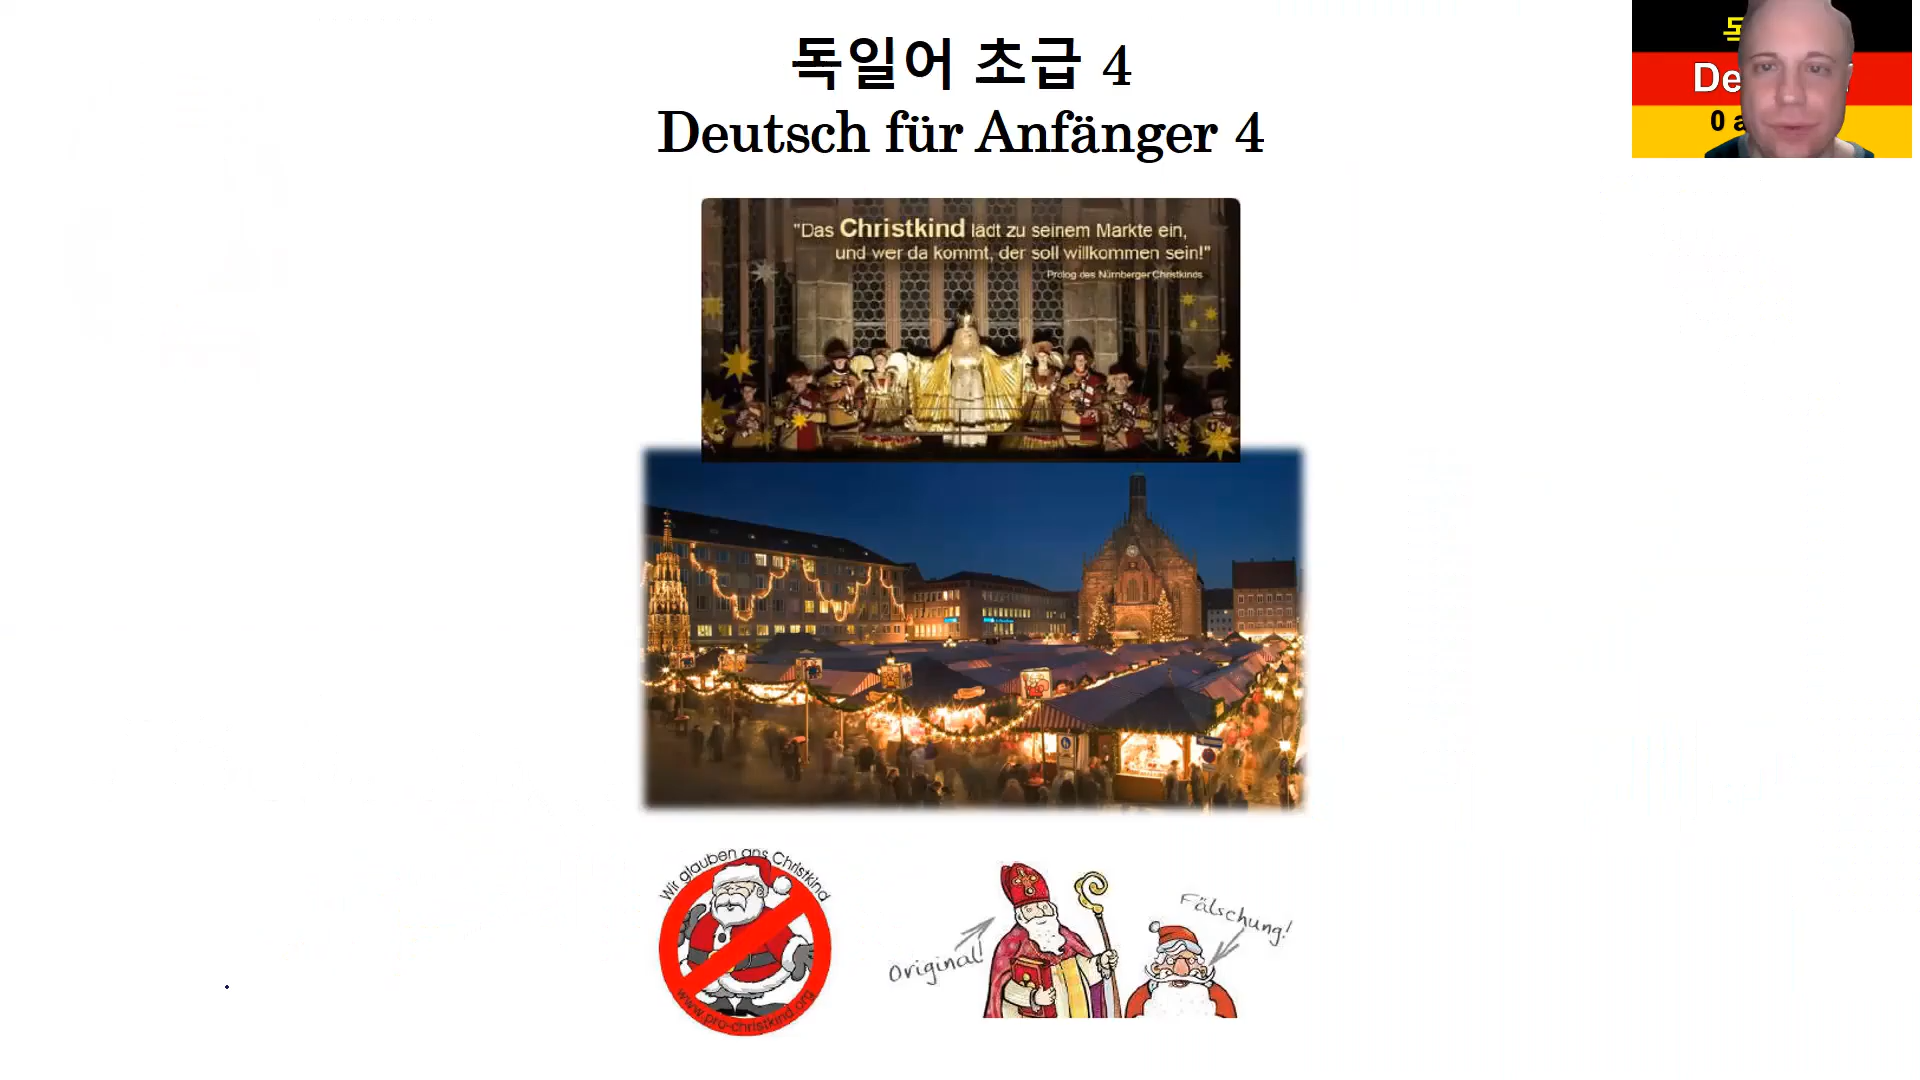 독일어 초급 4
Deutsch für Anfänger 4
"Das Christkind lädt zu seinem Markte ein,
und wer da kommt, der soll willkommen sein!"
Prolog des Nürnberger Christkinds
De
0 a
Wir glauben ans Christkind
www.pro-christkind.org
Original!
Fälschung!